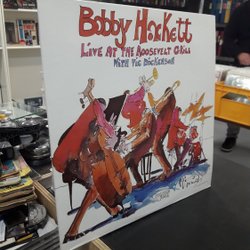 Bobby Hackett
LIVE AT THE ROOSEVELT GRILL
WITH VIC DICKENSON